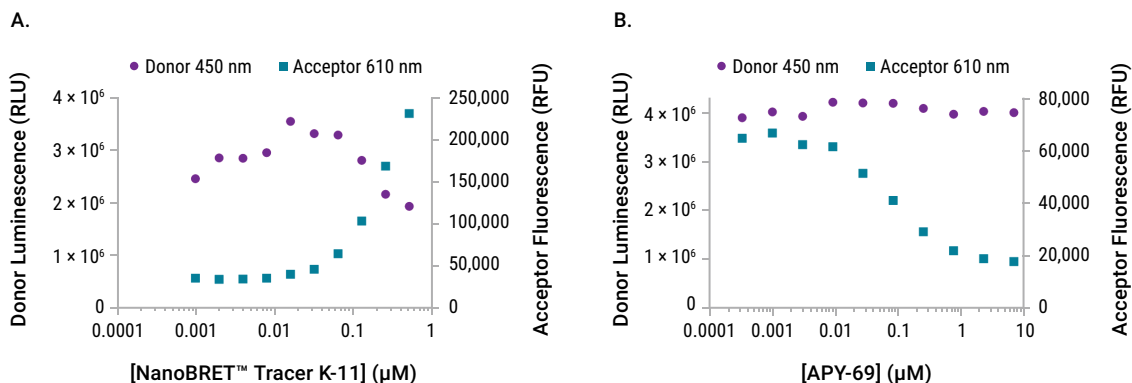 A.
Donor 450 nm
Acceptor 610 nm
Donor Luminescence (RLU)
4 × 10⁶
3 × 10⁶
2 × 10⁶
1 × 10⁶
0
250,000
200,000
150,000
100,000
50,000
0
Acceptor Fluorescence (RFU)
0.0001
0.001
0.01
0.1
1
[NanoBRET™ Tracer K-11] (µM)
B.
Donor 450 nm
Acceptor 610 nm
Donor Luminescence (RLU)
4 × 10⁶
3 × 10⁶
2 × 10⁶
1 × 10⁶
0
80,000
60,000
40,000
20,000
0
Acceptor Fluorescence (RFU)
0.0001
0.001
0.01
0.1
1
10
[APY-69] (µM)